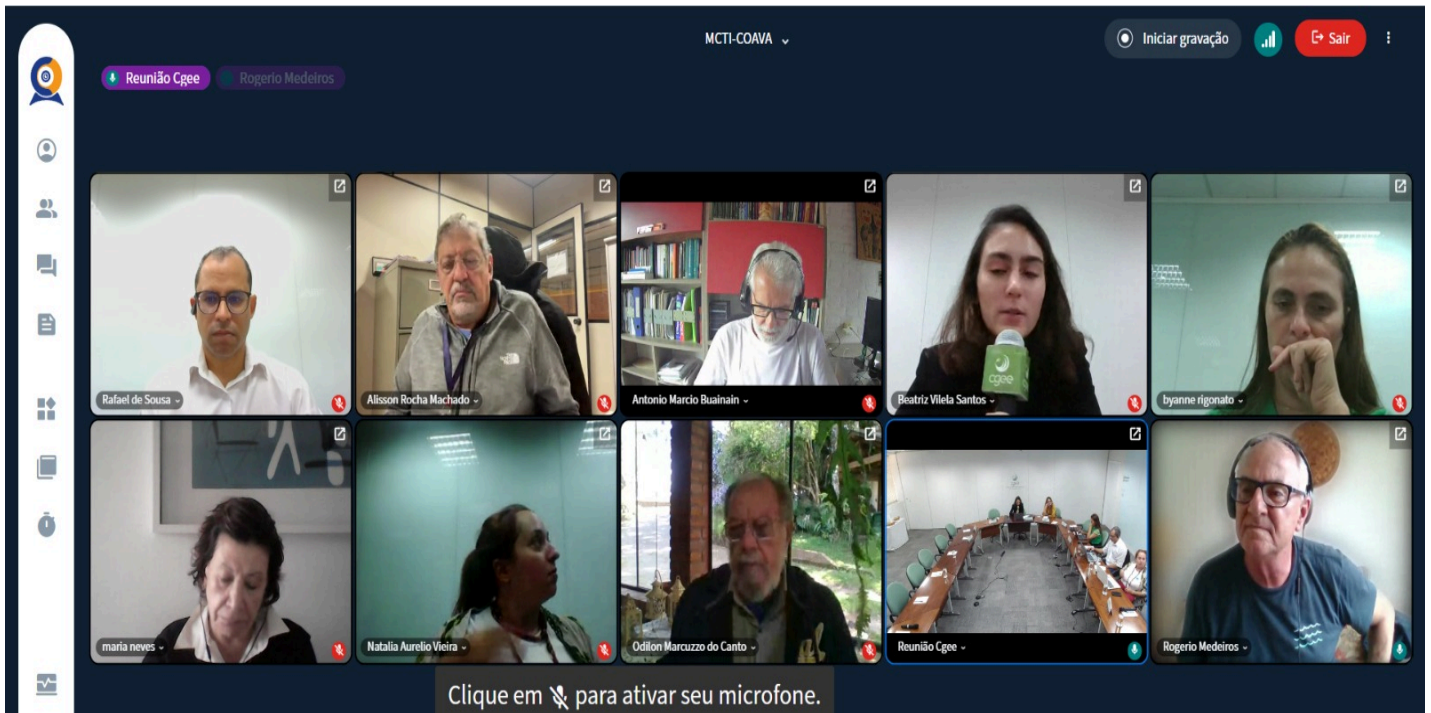 MCTI-COAVA
Iniciar gravação
Sair
Reunião Cgee
Rogerio Medeiros
Rafael de Sousa
Alisson Rocha Machado
Antonio Marcio Buainain
Beatriz Vilela Santos
cgee
byanne rigonato
maria neves
Natalia Aurelio Vieira
Odilon Marcuzzo do Canto
Reunião Cgee
Rogerio Medeiros
Clique em para ativar seu microfone.